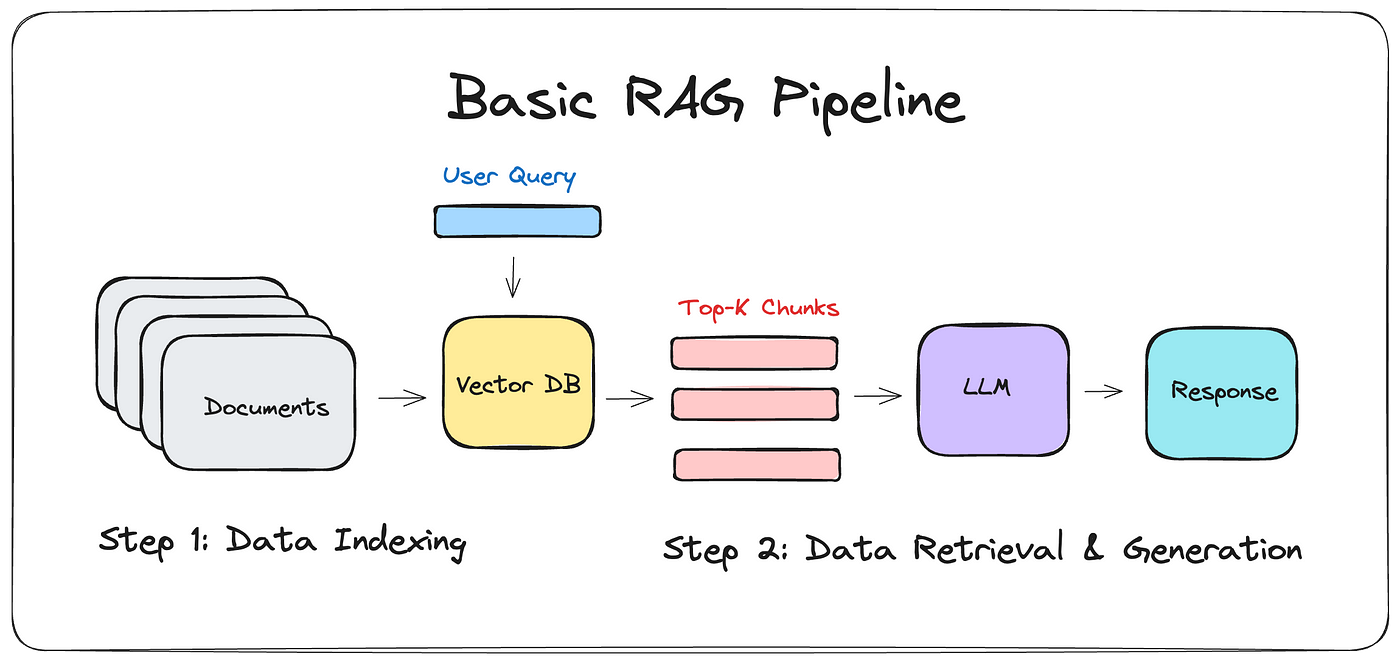 Basic RAG Pipeline
User Query
Top-K Chunks
Documents
Vector DB
LLM
Response
Step 1: Data Indexing
Step 2: Data Retrieval & Generation